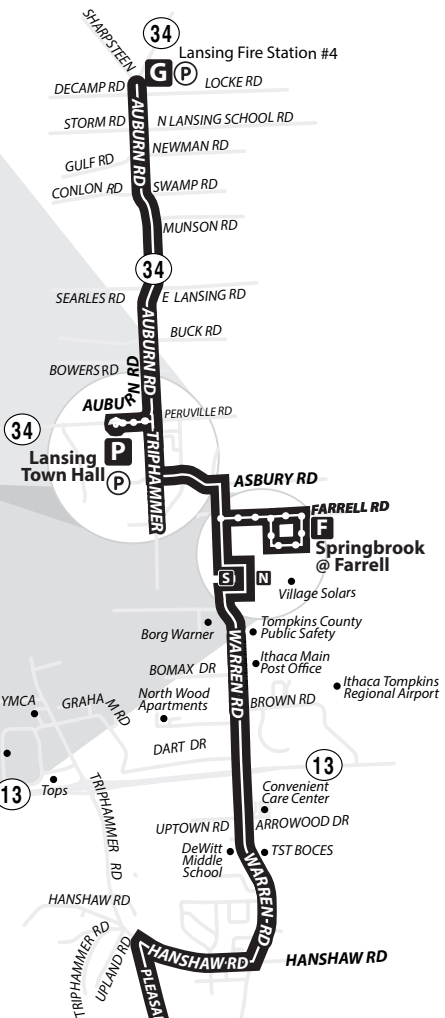 SHARPSTEEN
34
Lansing Fire Station #4
G
P
DECAMP RD
LOCKE RD
AUBURN RD
STORM RD
N LANSING SCHOOL RD
NEWMAN RD
GULF RD
CONLON RD
SWAMP RD
MUNSON RD
34
SEARLES RD
E LANSING RD
AUBURN RD
BUCK RD
BOWERS RD
AUBURN RD
PERUVILLE RD
34
Lansing
Town Hall
P
P
TRIPHAMMER
ASBURY RD
FARRELL RD
F
Springbrook
@ Farrell
S
N
Village Solars
Borg Warner
Tompkins County
Public Safety
WARREN RD
Ithaca Main
Post Office
BOMAX DR
Ithaca Tompkins
Regional Airport
YMCA
GRAHAM RD
North Wood
Apartments
BROWN RD
DART DR
13
13
Tops
TRIPHAMMER RD
Convenient
Care Center
UPTOWN RD
ARROWOOD DR
DeWitt
Middle
School
TST BOCES
WARREN RD
HANSHAW RD
TRIPHAMMER RD
UPLAND RD
HANSHAW RD
HANSHAW RD
PLEASA